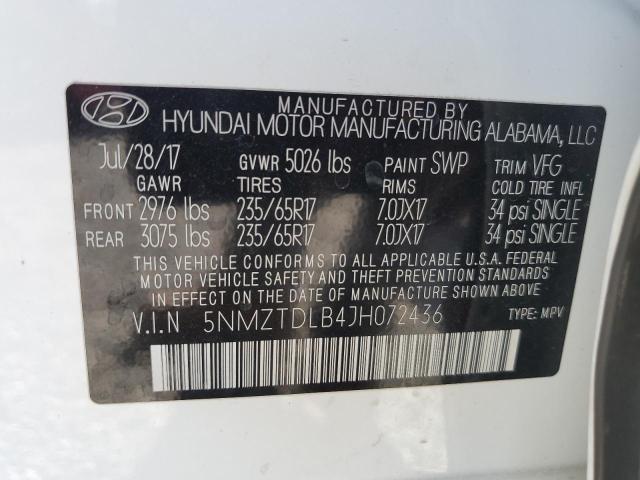 MANUFACTURED BY
HYUNDAI MOTOR MANUFACTURING ALABAMA, LLC
Jul/28/17 GVWR 5026 lbs PAINT SWP TRIM VFG
GAWR TIRES RIMS COLD TIRE INFL
FRONT 2976 lbs 235/65R17 7.0JX17 34 psi SINGLE
REAR 3075 lbs 235/65R17 7.0JX17 34 psi SINGLE
THIS VEHICLE CONFORMS TO ALL APPLICABLE U.S.A. FEDERAL
MOTOR VEHICLE SAFETY AND THEFT PREVENTION STANDARDS
IN EFFECT ON THE DATE OF MANUFACTURE SHOWN ABOVE.
V.I.N 5NMZTDLB4JH072436 TYPE: MPV